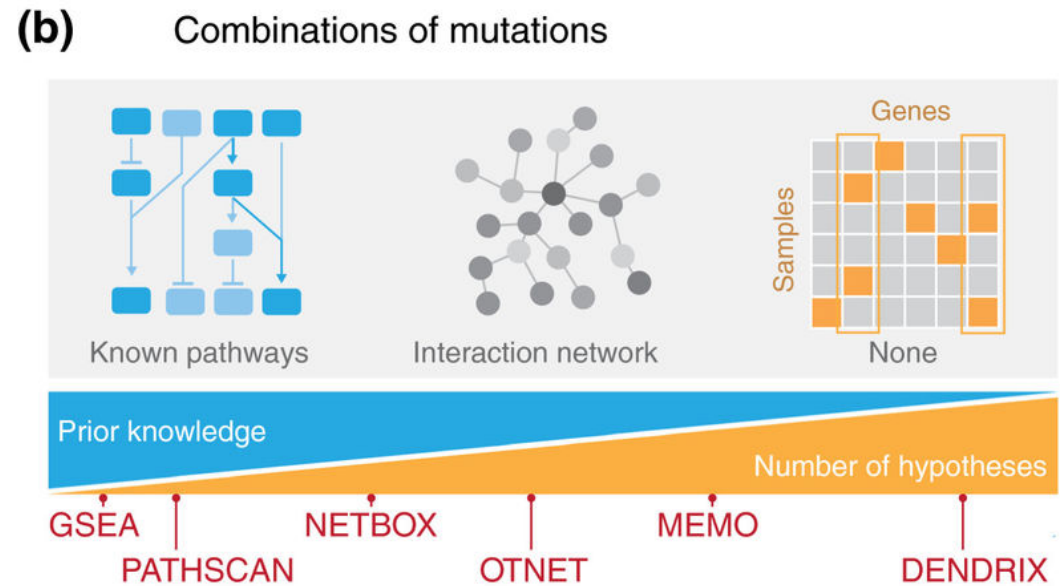 (b) Combinations of mutations
Genes
Samples
Known pathways
Interaction network
None
Prior knowledge
Number of hypotheses
GSEA
NETBOX
MEMO
PATHSCAN
OTNET
DENDRIX